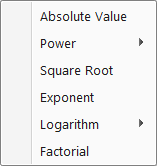 Absolute Value
Power
Square Root
Exponent
Logarithm
Factorial